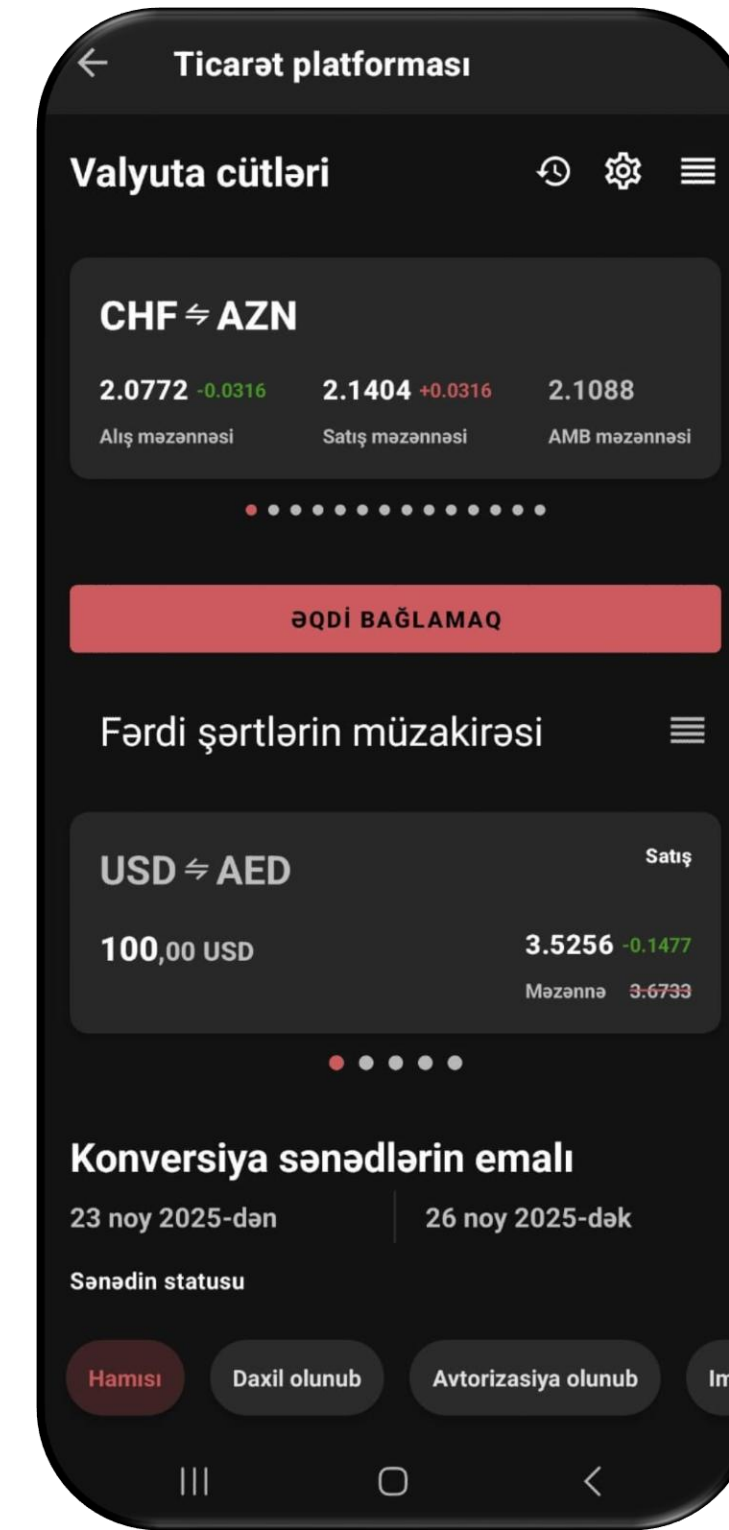 Ticarət platforması
Valyuta cütləri
CHF ⇋ AZN
2.0772 -0.0316 2.1404 +0.0316 2.1088
Alış məzənnəsi Satış məzənnəsi AMB məzənnəsi
ƏQDİ BAĞLAMAQ
Fərdi şərtlərin müzakirəsi
USD ⇋ AED Satış
100,00 USD 3.5256 -0.1477
Məzənnə 3.6733
Konversiya sənədlərin emalı
23 noy 2025-dən 26 noy 2025-dək
Sənədin statusu
Hamısı Daxil olunub Avtorizasiya olunub